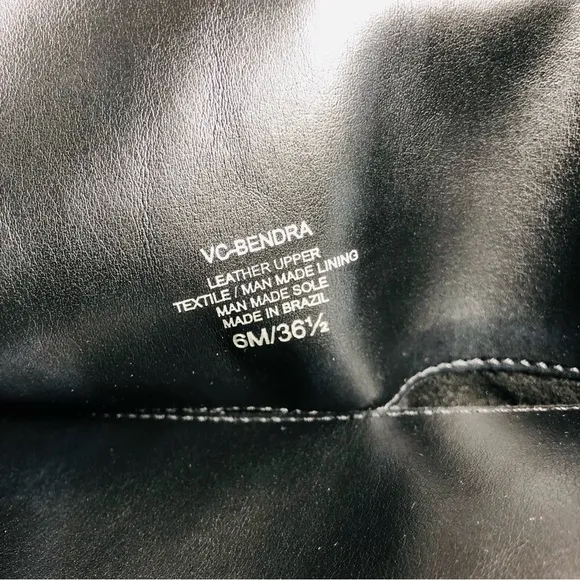 VC-BENDRA
LEATHER UPPER
TEXTILE / MAN MADE LINING
MAN MADE SOLE
MADE IN BRAZIL
6M/36½